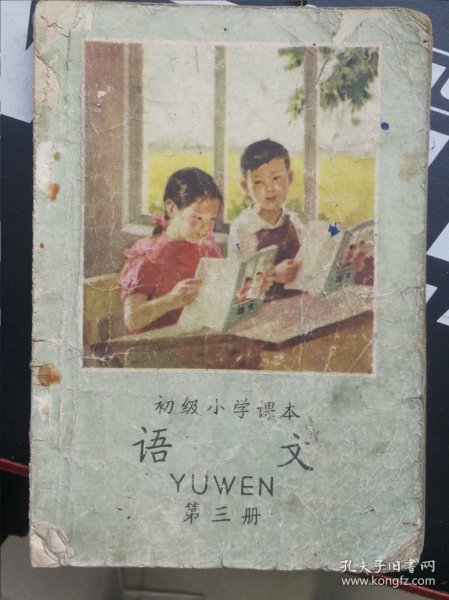 初级小学课本
语文
YUWEN
第三册
孔夫子旧书网
www.kongfz.com